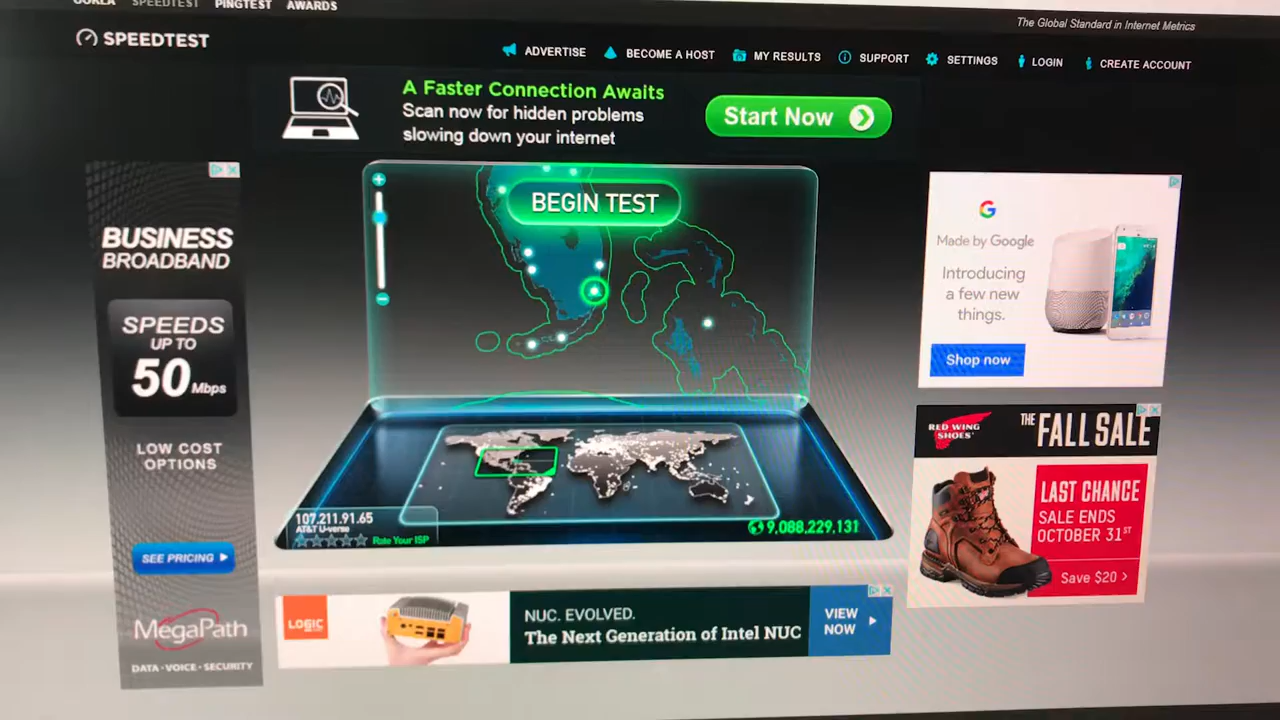 OOKLA SPEEDTEST PINGTEST AWARDS
The Global Standard in Internet Metrics
SPEEDTEST
ADVERTISE BECOME A HOST MY RESULTS SUPPORT SETTINGS LOGIN CREATE ACCOUNT
A Faster Connection Awaits
Scan now for hidden problems
slowing down your internet
Start Now
BUSINESS
BROADBAND
SPEEDS
UP TO
50 Mbps
LOW COST
OPTIONS
SEE PRICING
MegaPath
DATA • VOICE • SECURITY
BEGIN TEST
107.211.91.65
AT&T U-verse
Rate Your ISP
9,088,229,131
G
Made by Google
Introducing
a few new
things.
Shop now
RED WING
SHOES
THE FALL SALE
LAST CHANCE
SALE ENDS
OCTOBER 31ST
Save $20 >
LOGIC
NUC. EVOLVED.
The Next Generation of Intel NUC
VIEW
NOW